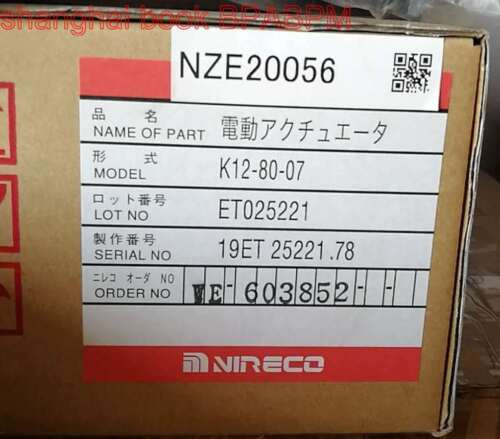 shanghai book BPABPM
NZE20056
品 名
NAME OF PART 電動アクチュエータ
形 式
MODEL K12-80-07
ロット番号
LOT NO ET025221
製作番号
SERIAL NO 19ET 25221.78
ニレコ オーダ NO
ORDER NO WE-603852- -
NIRECO